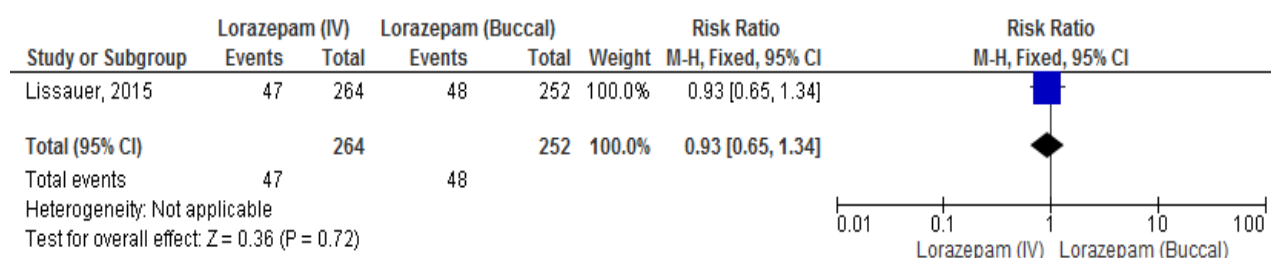 Lorazepam (IV) Lorazepam (Buccal) Risk Ratio Risk Ratio
Study or Subgroup Events Total Events Total Weight M-H, Fixed, 95% CI M-H, Fixed, 95% CI
Lissauer, 2015 47 264 48 252 100.0% 0.93 [0.65, 1.34]
Total (95% CI) 264 252 100.0% 0.93 [0.65, 1.34]
Total events 47 48
Heterogeneity: Not applicable
Test for overall effect: Z = 0.36 (P = 0.72)
0.01 0.1 1 10 100
Lorazepam (IV) Lorazepam (Buccal)